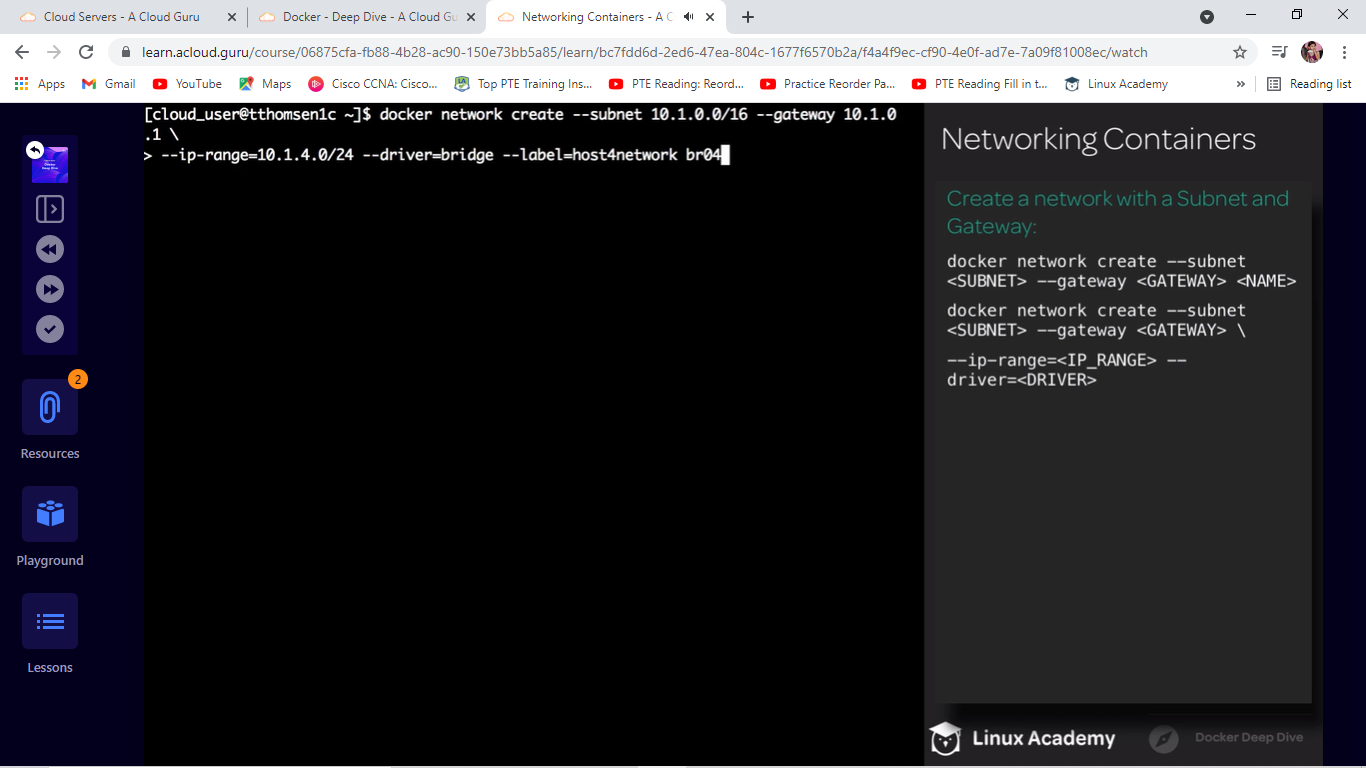 Cloud Servers - A Cloud Guru
Docker - Deep Dive - A Cloud Gu
Networking Containers - A C
learn.acloud.guru/course/06875cfa-fb88-4b28-ac90-150e73bb5a85/learn/bc7fdd6d-2ed6-47ea-804c-1677f6570b2a/f4a4f9ec-cf90-4e0f-ad7e-7a09f81008ec/watch
Apps
Gmail
YouTube
Maps
Cisco CCNA: Cisco...
Top PTE Training Ins...
PTE Reading: Reord...
Practice Reorder Pa...
PTE Reading Fill in t...
Linux Academy
»
Reading list
2
Resources
Playground
Lessons
[cloud_user@tthomsen1c ~]$ docker network create --subnet 10.1.0.0/16 --gateway 10.1.0
.1 \
> --ip-range=10.1.4.0/24 --driver=bridge --label=host4network br04
Networking Containers
Create a network with a Subnet and
Gateway:
docker network create --subnet
<SUBNET> --gateway <GATEWAY> <NAME>
docker network create --subnet
<SUBNET> --gateway <GATEWAY> \
--ip-range=<IP_RANGE> --
driver=<DRIVER>
Linux Academy
Docker Deep Dive